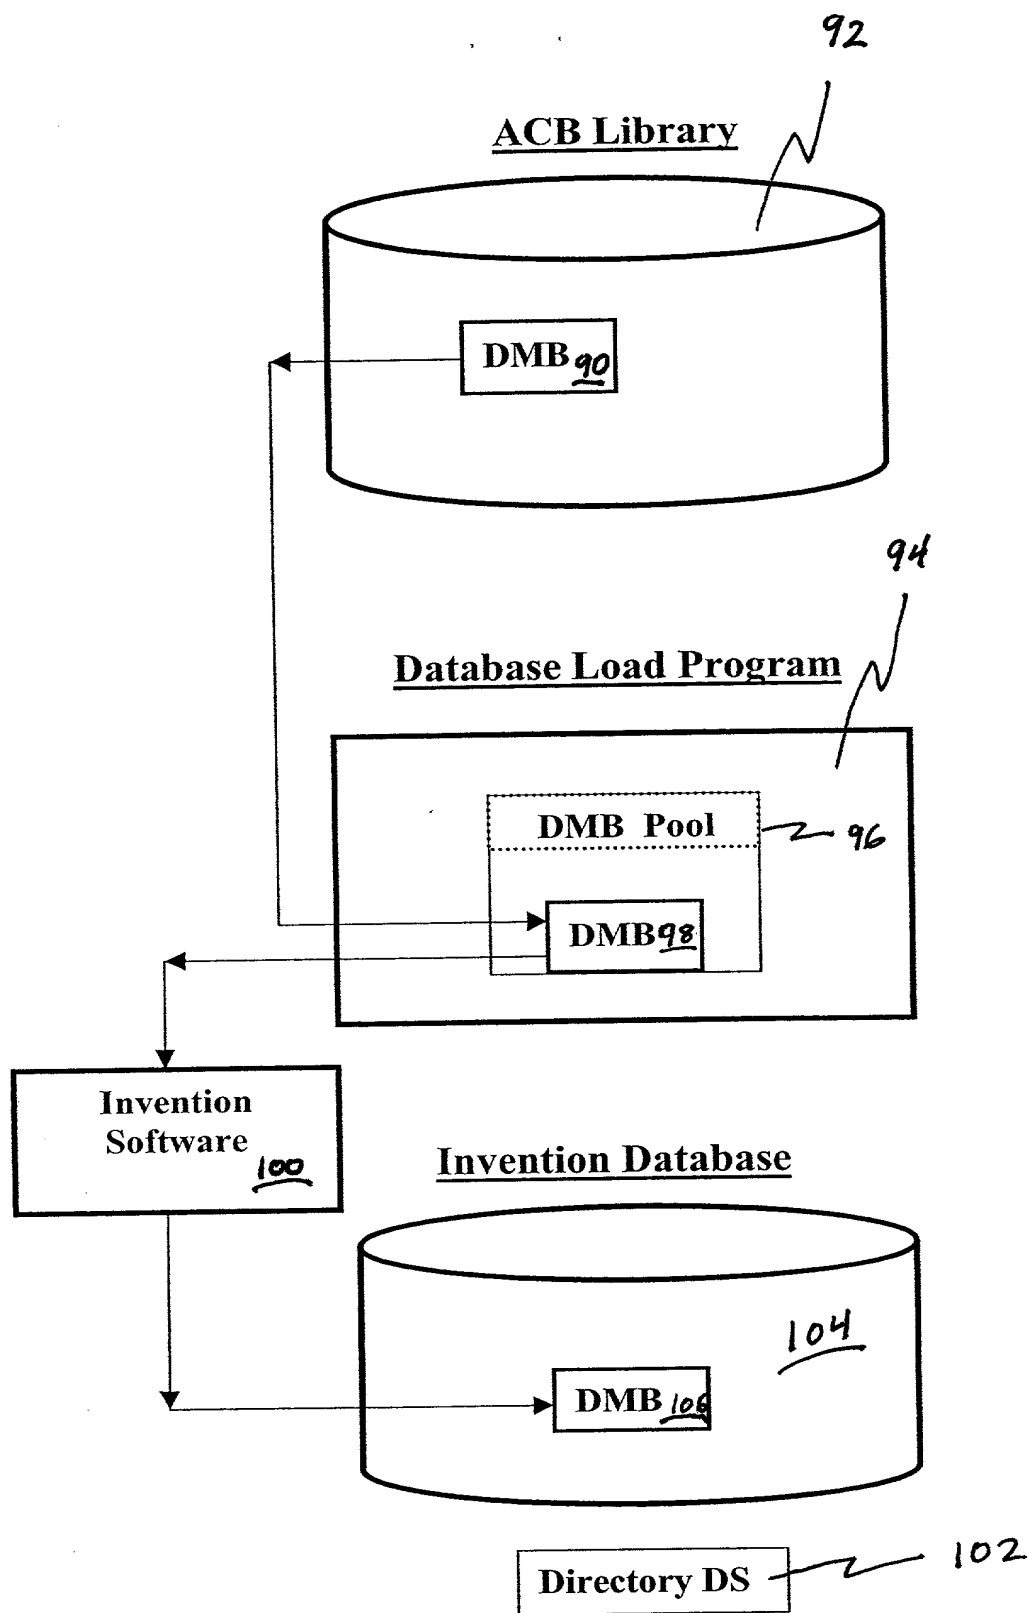 92
ACB Library
DMB 90
94
Database Load Program
DMB Pool
96
DMB 98
Invention
Software
100
Invention Database
104
DMB 106
Directory DS
102